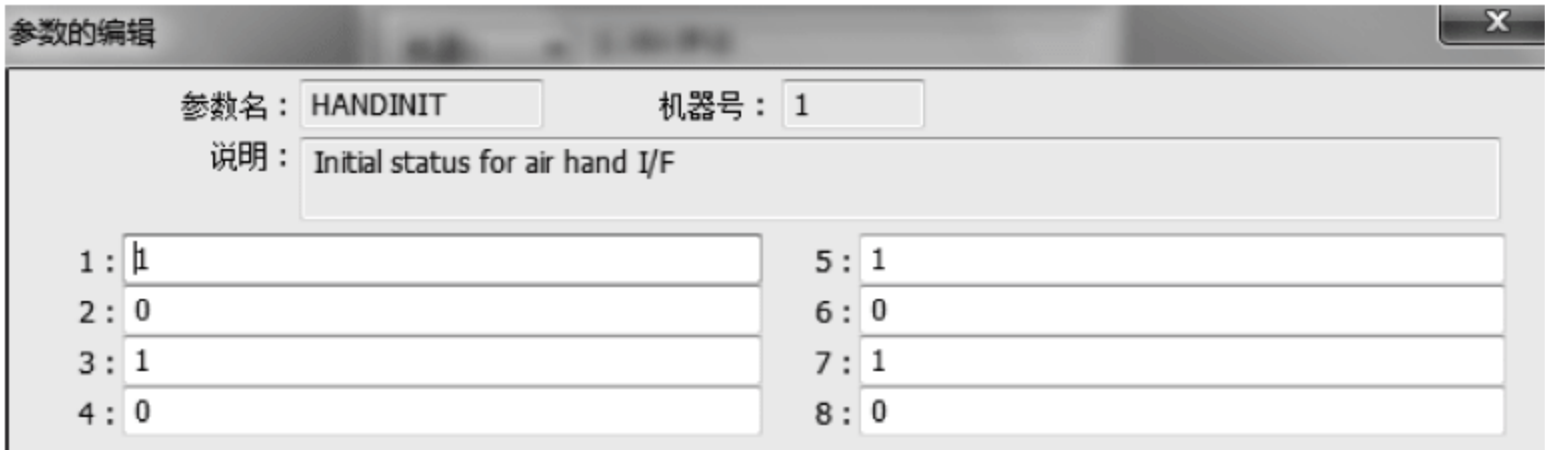 参数的编辑
X
参数名： HANDINIT 机器号： 1
说明： Initial status for air hand I/F
1： 1 5： 1
2： 0 6： 0
3： 1 7： 1
4： 0 8： 0